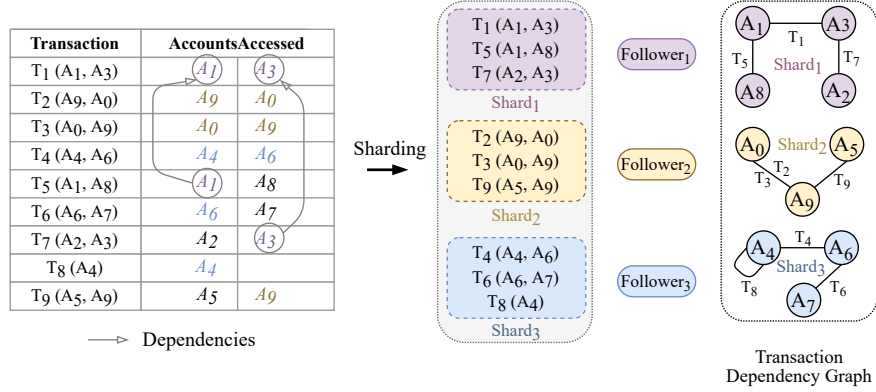 Transaction AccountsAccessed
T1 (A1, A3) A1 A3
T2 (A9, A0) A9 A0
T3 (A0, A9) A0 A9
T4 (A4, A6) A4 A6
T5 (A1, A8) A1 A8
T6 (A6, A7) A6 A7
T7 (A2, A3) A2 A3
T8 (A4) A4
T9 (A5, A9) A5 A9
Dependencies
Sharding
T1 (A1, A3)
T5 (A1, A8)
T7 (A2, A3)
Shard1
T2 (A9, A0)
T3 (A0, A9)
T9 (A5, A9)
Shard2
T4 (A4, A6)
T6 (A6, A7)
T8 (A4)
Shard3
Follower1
Follower2
Follower3
A1 A3
T1
T5 T7
Shard1
A8 A2
A0 Shard2 A5
T2
T3 T9
A9
T4
A4 A6
Shard3
T8 T6
A7
Transaction
Dependency Graph